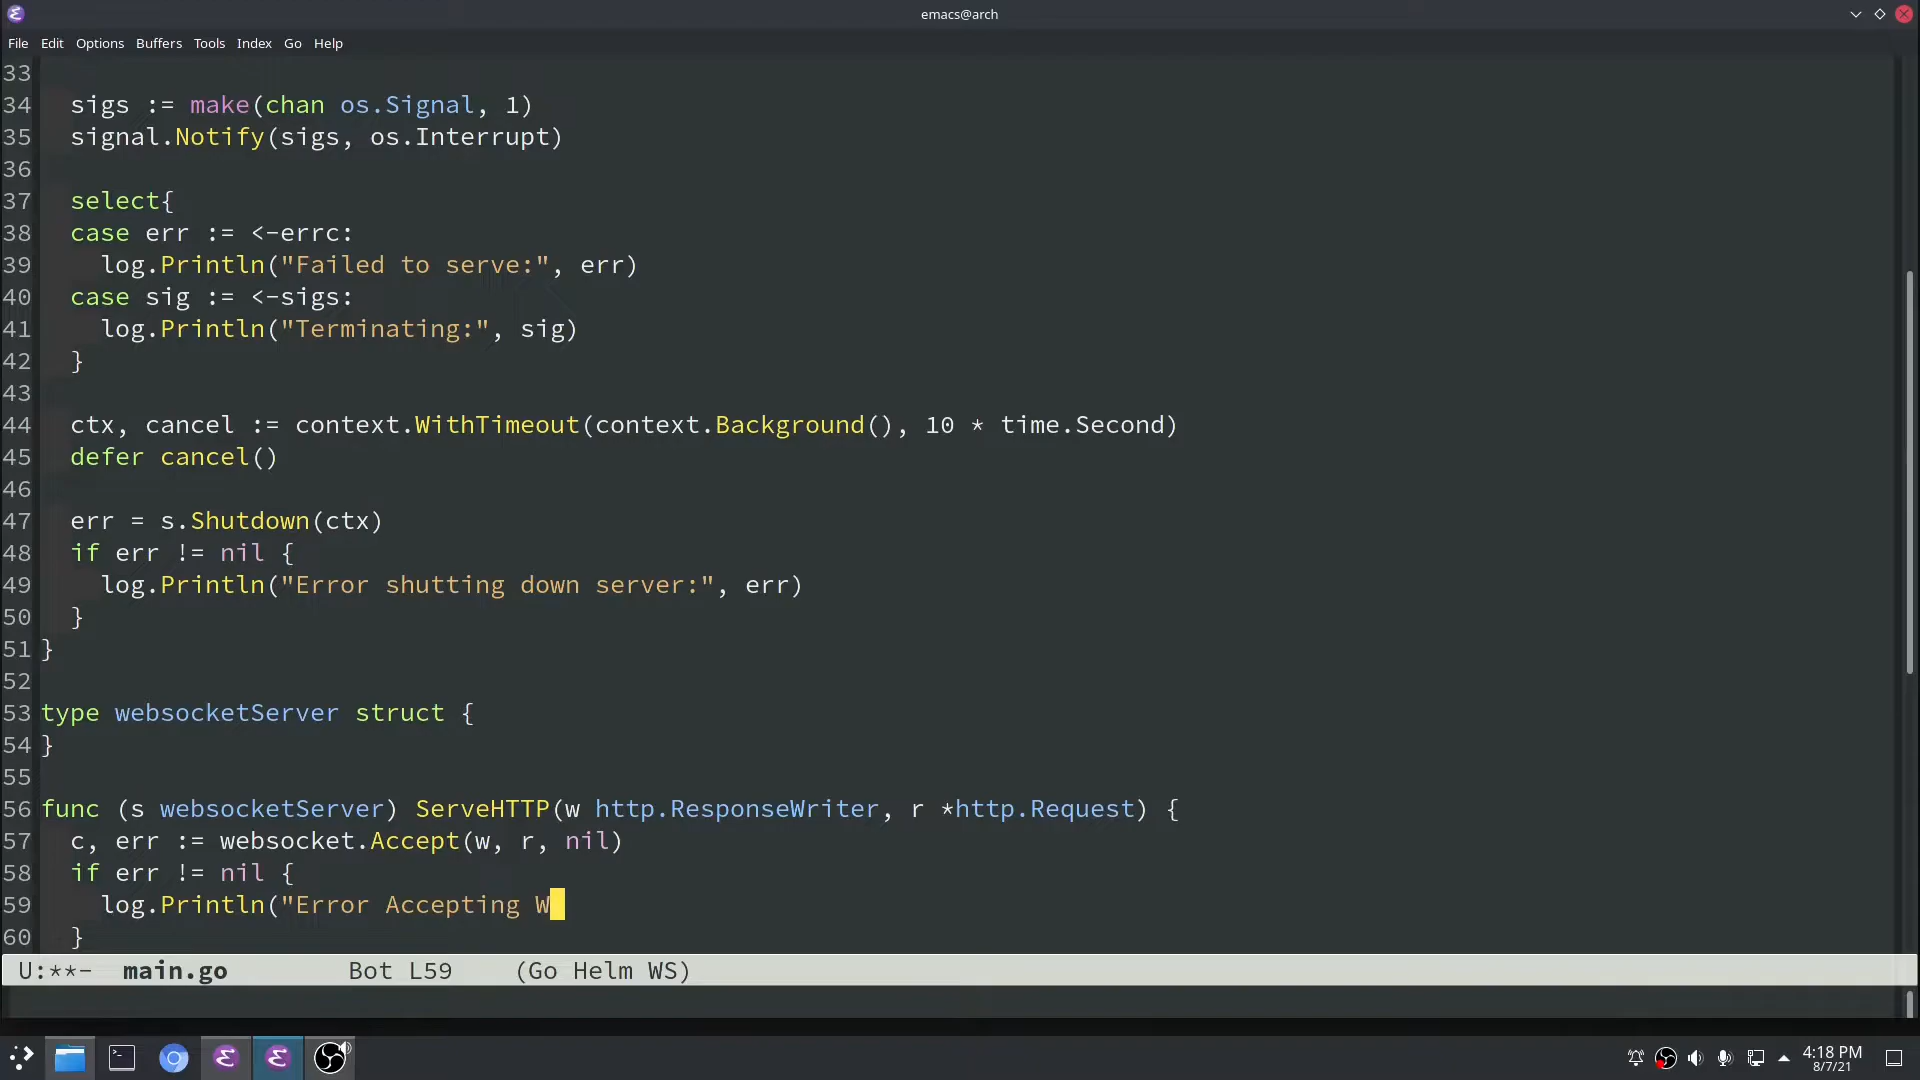 emacs@arch
File Edit Options Buffers Tools Index Go Help
33
34 sigs := make(chan os.Signal, 1)
35 signal.Notify(sigs, os.Interrupt)
36
37 select{
38 case err := <-errc:
39 log.Println("Failed to serve:", err)
40 case sig := <-sigs:
41 log.Println("Terminating:", sig)
42 }
43
44 ctx, cancel := context.WithTimeout(context.Background(), 10 * time.Second)
45 defer cancel()
46
47 err = s.Shutdown(ctx)
48 if err != nil {
49 log.Println("Error shutting down server:", err)
50 }
51 }
52
53 type websocketServer struct {
54 }
55
56 func (s websocketServer) ServeHTTP(w http.ResponseWriter, r *http.Request) {
57 c, err := websocket.Accept(w, r, nil)
58 if err != nil {
59 log.Println("Error Accepting W
60 }
U:**- main.go Bot L59 (Go Helm WS)
4:18 PM
8/7/21